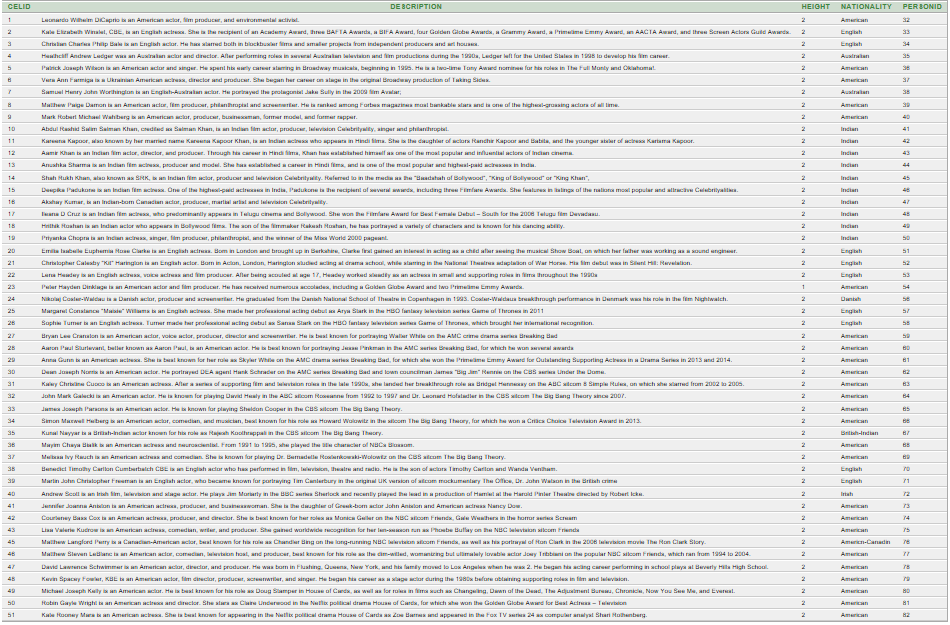 CELID DESCRIPTION HEIGHT NATIONALITY PERSONID
1 Leonardo Wilhelm DiCaprio is an American actor, film producer, and environmental activist. 2 American 32
2 Kate Elizabeth Winslet, CBE, is an English actress. She is the recipient of an Academy Award, three BAFTA Awards, a BIFA Award, four Golden Globe Awards, a Grammy Award, a Primetime Emmy Award, an AACTA Award, and three Screen Actors Guild Awards. 2 English 33
3 Christian Charles Philip Bale is an English actor. He has starred both in blockbuster films and smaller projects from independent producers and art houses. 2 English 34
4 Heathcliff Andrew Ledger was an Australian actor and director. After performing roles in several Australian television and film productions during the 1990s, Ledger left for the United States in 1998 to develop his film career. 2 Australian 35
5 Patrick Joseph Wilson is an American actor and singer. He spent his early career starring in Broadway musicals, beginning in 1995. He is a two-time Tony Award nominee for his roles in The Full Monty and Oklahoma!. 2 American 36
6 Vera Ann Farmiga is a Ukrainian American actress, director and producer. She began her career on stage in the original Broadway production of Taking Sides. 2 American 37
7 Samuel Henry John Worthington is an English-Australian actor. He portrayed the protagonist Jake Sully in the 2009 film Avatar; 2 Australian 38
8 Matthew Paige Damon is an American actor, film producer, philanthropist and screenwriter. He is ranked among Forbes magazines most bankable stars and is one of the highest-grossing actors of all time. 2 American 39
9 Mark Robert Michael Wahlberg is an American actor, producer, businessman, former model, and former rapper. 2 American 40
10 Abdul Rashid Salim Salman Khan, credited as Salman Khan, is an Indian film actor, producer, television Celebrityality, singer and philanthropist. 2 Indian 41
11 Kareena Kapoor, also known by her married name Kareena Kapoor Khan, is an Indian actress who appears in Hindi films. She is the daughter of actors Randhir Kapoor and Babita, and the younger sister of actress Karisma Kapoor. 2 Indian 42
12 Aamir Khan is an Indian film actor, director, and producer. Through his career in Hindi films, Khan has established himself as one of the most popular and influential actors of Indian cinema. 2 Indian 43
13 Anushka Sharma is an Indian film actress, producer and model. She has established a career in Hindi films, and is one of the most popular and highest-paid actresses in India. 2 Indian 44
14 Shah Rukh Khan, also known as SRK, is an Indian film actor, producer and television Celebrityality. Referred to in the media as the "Baadshah of Bollywood", "King of Bollywood" or "King Khan", 2 Indian 45
15 Deepika Padukone is an Indian film actress. One of the highest-paid actresses in India, Padukone is the recipient of several awards, including three Filmfare Awards. She features in listings of the nations most popular and attractive Celebrityalities. 2 Indian 46
16 Akshay Kumar, is an Indian-born Canadian actor, producer, martial artist and television Celebrityality. 2 Indian 47
17 Ileana D Cruz is an Indian film actress, who predominantly appears in Telugu cinema and Bollywood. She won the Filmfare Award for Best Female Debut – South for the 2006 Telugu film Devadasu. 2 Indian 48
18 Hrithik Roshan is an Indian actor who appears in Bollywood films. The son of the filmmaker Rakesh Roshan, he has portrayed a variety of characters and is known for his dancing ability. 2 Indian 49
19 Priyanka Chopra is an Indian actress, singer, film producer, philanthropist, and the winner of the Miss World 2000 pageant. 2 Indian 50
20 Emilia Isabelle Euphemia Rose Clarke is an English actress. Born in London and brought up in Berkshire, Clarke first gained an interest in acting as a child after seeing the musical Show Boat, on which her father was working as a sound engineer. 2 English 51
21 Christopher Catesby "Kit" Harington is an English actor. Born in Acton, London, Harington studied acting at drama school, while starring in the National Theatres adaptation of War Horse. His film debut was in Silent Hill: Revelation. 2 English 52
22 Lena Headey is an English actress, voice actress and film producer. After being scouted at age 17, Headey worked steadily as an actress in small and supporting roles in films throughout the 1990s 2 English 53
23 Peter Hayden Dinklage is an American actor and film producer. He has received numerous accolades, including a Golden Globe Award and two Primetime Emmy Awards. 1 American 54
24 Nikolaj Coster-Waldau is a Danish actor, producer and screenwriter. He graduated from the Danish National School of Theatre in Copenhagen in 1993. Coster-Waldaus breakthrough performance in Denmark was his role in the film Nightwatch. 2 Danish 56
25 Margaret Constance "Maisie" Williams is an English actress. She made her professional acting debut as Arya Stark in the HBO fantasy television series Game of Thrones in 2011 2 English 57
26 Sophie Turner is an English actress. Turner made her professional acting debut as Sansa Stark on the HBO fantasy television series Game of Thrones, which brought her international recognition. 2 English 58
27 Bryan Lee Cranston is an American actor, voice actor, producer, director and screenwriter. He is best known for portraying Walter White on the AMC crime drama series Breaking Bad 2 American 59
28 Aaron Paul Sturtevant, better known as Aaron Paul, is an American actor. He is best known for portraying Jesse Pinkman in the AMC series Breaking Bad, for which he won several awards 2 American 60
29 Anna Gunn is an American actress. She is best known for her role as Skyler White on the AMC drama series Breaking Bad, for which she won the Primetime Emmy Award for Outstanding Supporting Actress in a Drama Series in 2013 and 2014. 2 American 61
30 Dean Joseph Norris is an American actor. He portrayed DEA agent Hank Schrader on the AMC series Breaking Bad and town councilman James "Big Jim" Rennie on the CBS series Under the Dome. 2 American 62
31 Kaley Christine Cuoco is an American actress. After a series of supporting film and television roles in the late 1990s, she landed her breakthrough role as Bridget Hennessy on the ABC sitcom 8 Simple Rules, on which she starred from 2002 to 2005. 2 American 63
32 John Mark Galecki is an American actor. He is known for playing David Healy in the ABC sitcom Roseanne from 1992 to 1997 and Dr. Leonard Hofstadter in the CBS sitcom The Big Bang Theory since 2007. 2 American 64
33 James Joseph Parsons is an American actor. He is known for playing Sheldon Cooper in the CBS sitcom The Big Bang Theory. 2 American 65
34 Simon Maxwell Helberg is an American actor, comedian, and musician, best known for his role as Howard Wolowitz in the sitcom The Big Bang Theory, for which he won a Critics Choice Television Award in 2013. 2 American 66
35 Kunal Nayyar is a British-Indian actor known for his role as Rajesh Koothrappali in the CBS sitcom The Big Bang Theory. 2 British-Indian 67
36 Mayim Chaya Bialik is an American actress and neuroscientist. From 1991 to 1995, she played the title character of NBCs Blossom. 2 American 68
37 Melissa Ivy Rauch is an American actress and comedian. She is known for playing Dr. Bernadette Rostenkowski-Wolowitz on the CBS sitcom The Big Bang Theory. 2 American 69
38 Benedict Timothy Carlton Cumberbatch CBE is an English actor who has performed in film, television, theatre and radio. He is the son of actors Timothy Carlton and Wanda Ventham. 2 English 70
39 Martin John Christopher Freeman is an English actor, who became known for portraying Tim Canterbury in the original UK version of sitcom mockumentary The Office, Dr. John Watson in the British crime 2 English 71
40 Andrew Scott is an Irish film, television and stage actor. He plays Jim Moriarty in the BBC series Sherlock and recently played the lead in a production of Hamlet at the Harold Pinter Theatre directed by Robert Icke. 2 Irish 72
41 Jennifer Joanna Aniston is an American actress, producer, and businesswoman. She is the daughter of Greek-born actor John Aniston and American actress Nancy Dow. 2 American 73
42 Courteney Bass Cox is an American actress, producer, and director. She is best known for her roles as Monica Geller on the NBC sitcom Friends, Gale Weathers in the horror series Scream 2 American 74
43 Lisa Valerie Kudrow is an American actress, comedian, writer, and producer. She gained worldwide recognition for her ten-season run as Phoebe Buffay on the NBC sitcom Friends 2 American 75
45 Matthew Langford Perry is a Canadian-American actor, best known for his role as Chandler Bing on the long-running NBC television sitcom Friends, as well as his portrayal of Ron Clark in the 2006 television movie The Ron Clark Story. 2 Americn-Canadin 76
46 Matthew Steven LeBlanc is an American actor, comedian, television host, and producer, best known for his role as the dim-witted, womanizing but ultimately lovable actor Joey Tribbiani on the popular NBC sitcom Friends, which ran from 1994 to 2004. 2 American 77
47 David Lawrence Schwimmer is an American actor, director, and producer. He was born in Flushing, Queens, New York, and his family moved to Los Angeles when he was 2. He began his acting career performing in school plays at Beverly Hills High School. 2 American 78
48 Kevin Spacey Fowler, KBE, is an American actor, film director, producer, screenwriter, and singer. He began his career as a stage actor during the 1980s before obtaining supporting roles in film and television. 2 American 79
49 Michael Joseph Kelly is an American actor. He is best known for his role as Doug Stamper in House of Cards, as well as for roles in films such as Changeling, Dawn of the Dead, The Adjustment Bureau, Chronicle, Now You See Me, and Everest. 2 American 80
50 Robin Gayle Wright is an American actress and director. She stars as Claire Underwood in the Netflix political drama House of Cards, for which she won the Golden Globe Award for Best Actress – Television 2 American 81
51 Kate Rooney Mara is an American actress. She is best known for appearing in the Netflix political drama House of Cards as Zoe Barnes and appeared in the Fox TV series 24 as computer analyst Shari Rothenberg. 2 American 82